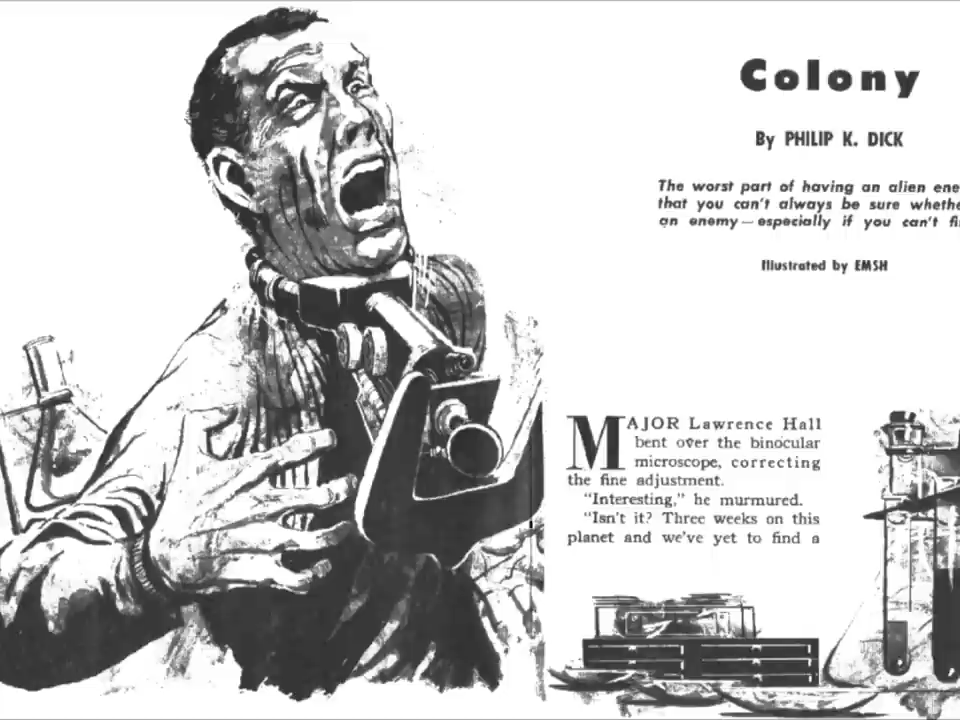 Colony
By PHILIP K. DICK
The worst part of having an alien ene
that you can't always be sure whethe
an enemy—especially if you can't fi
Illustrated by EMSH
MAJOR Lawrence Hall
bent over the binocular
microscope, correcting
the fine adjustment.
"Interesting," he murmured.
"Isn't it? Three weeks on this
planet and we've yet to find a